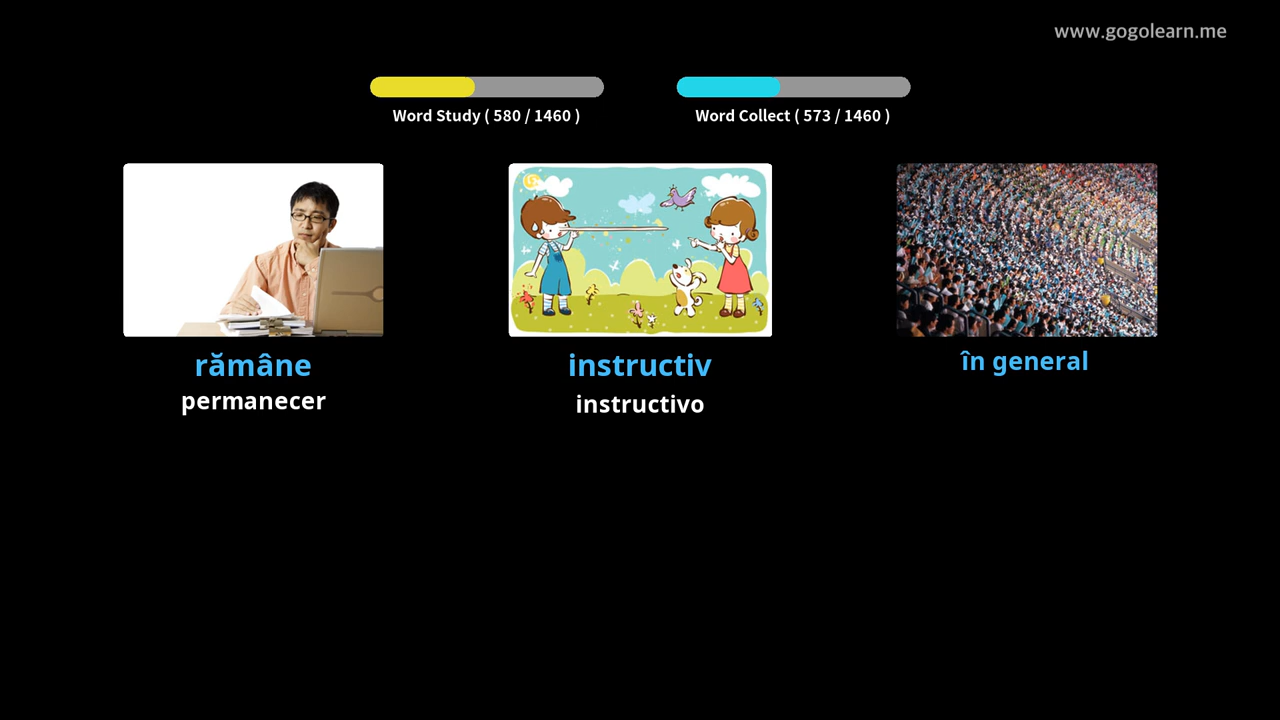 www.gogolearn.me
Word Study ( 580 / 1460 )
Word Collect ( 573 / 1460 )
rămâne
permanecer
instructiv
instructivo
în general